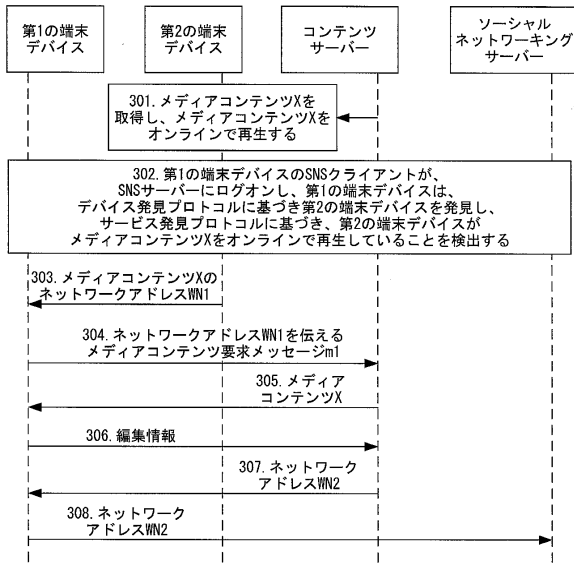 第1の端末
デバイス
第2の端末
デバイス
コンテンツ
サーバー
ソーシャル
ネットワーキング
サーバー
301. メディアコンテンツXを
取得し、メディアコンテンツXを
オンラインで再生する
302. 第1の端末デバイスのSNSクライアントが、
SNSサーバーにログオンし、第1の端末デバイスは、
デバイス発見プロトコルに基づき第2の端末デバイスを発見し、
サービス発見プロトコルに基づき、第2の端末デバイスが
メディアコンテンツXをオンラインで再生していることを検出する
303. メディアコンテンツXの
ネットワークアドレスWN1
304. ネットワークアドレスWN1を伝える
メディアコンテンツ要求メッセージm1
305. メディア
コンテンツX
306. 編集情報
307. ネットワーク
アドレスWN2
308. ネットワーク
アドレスWN2